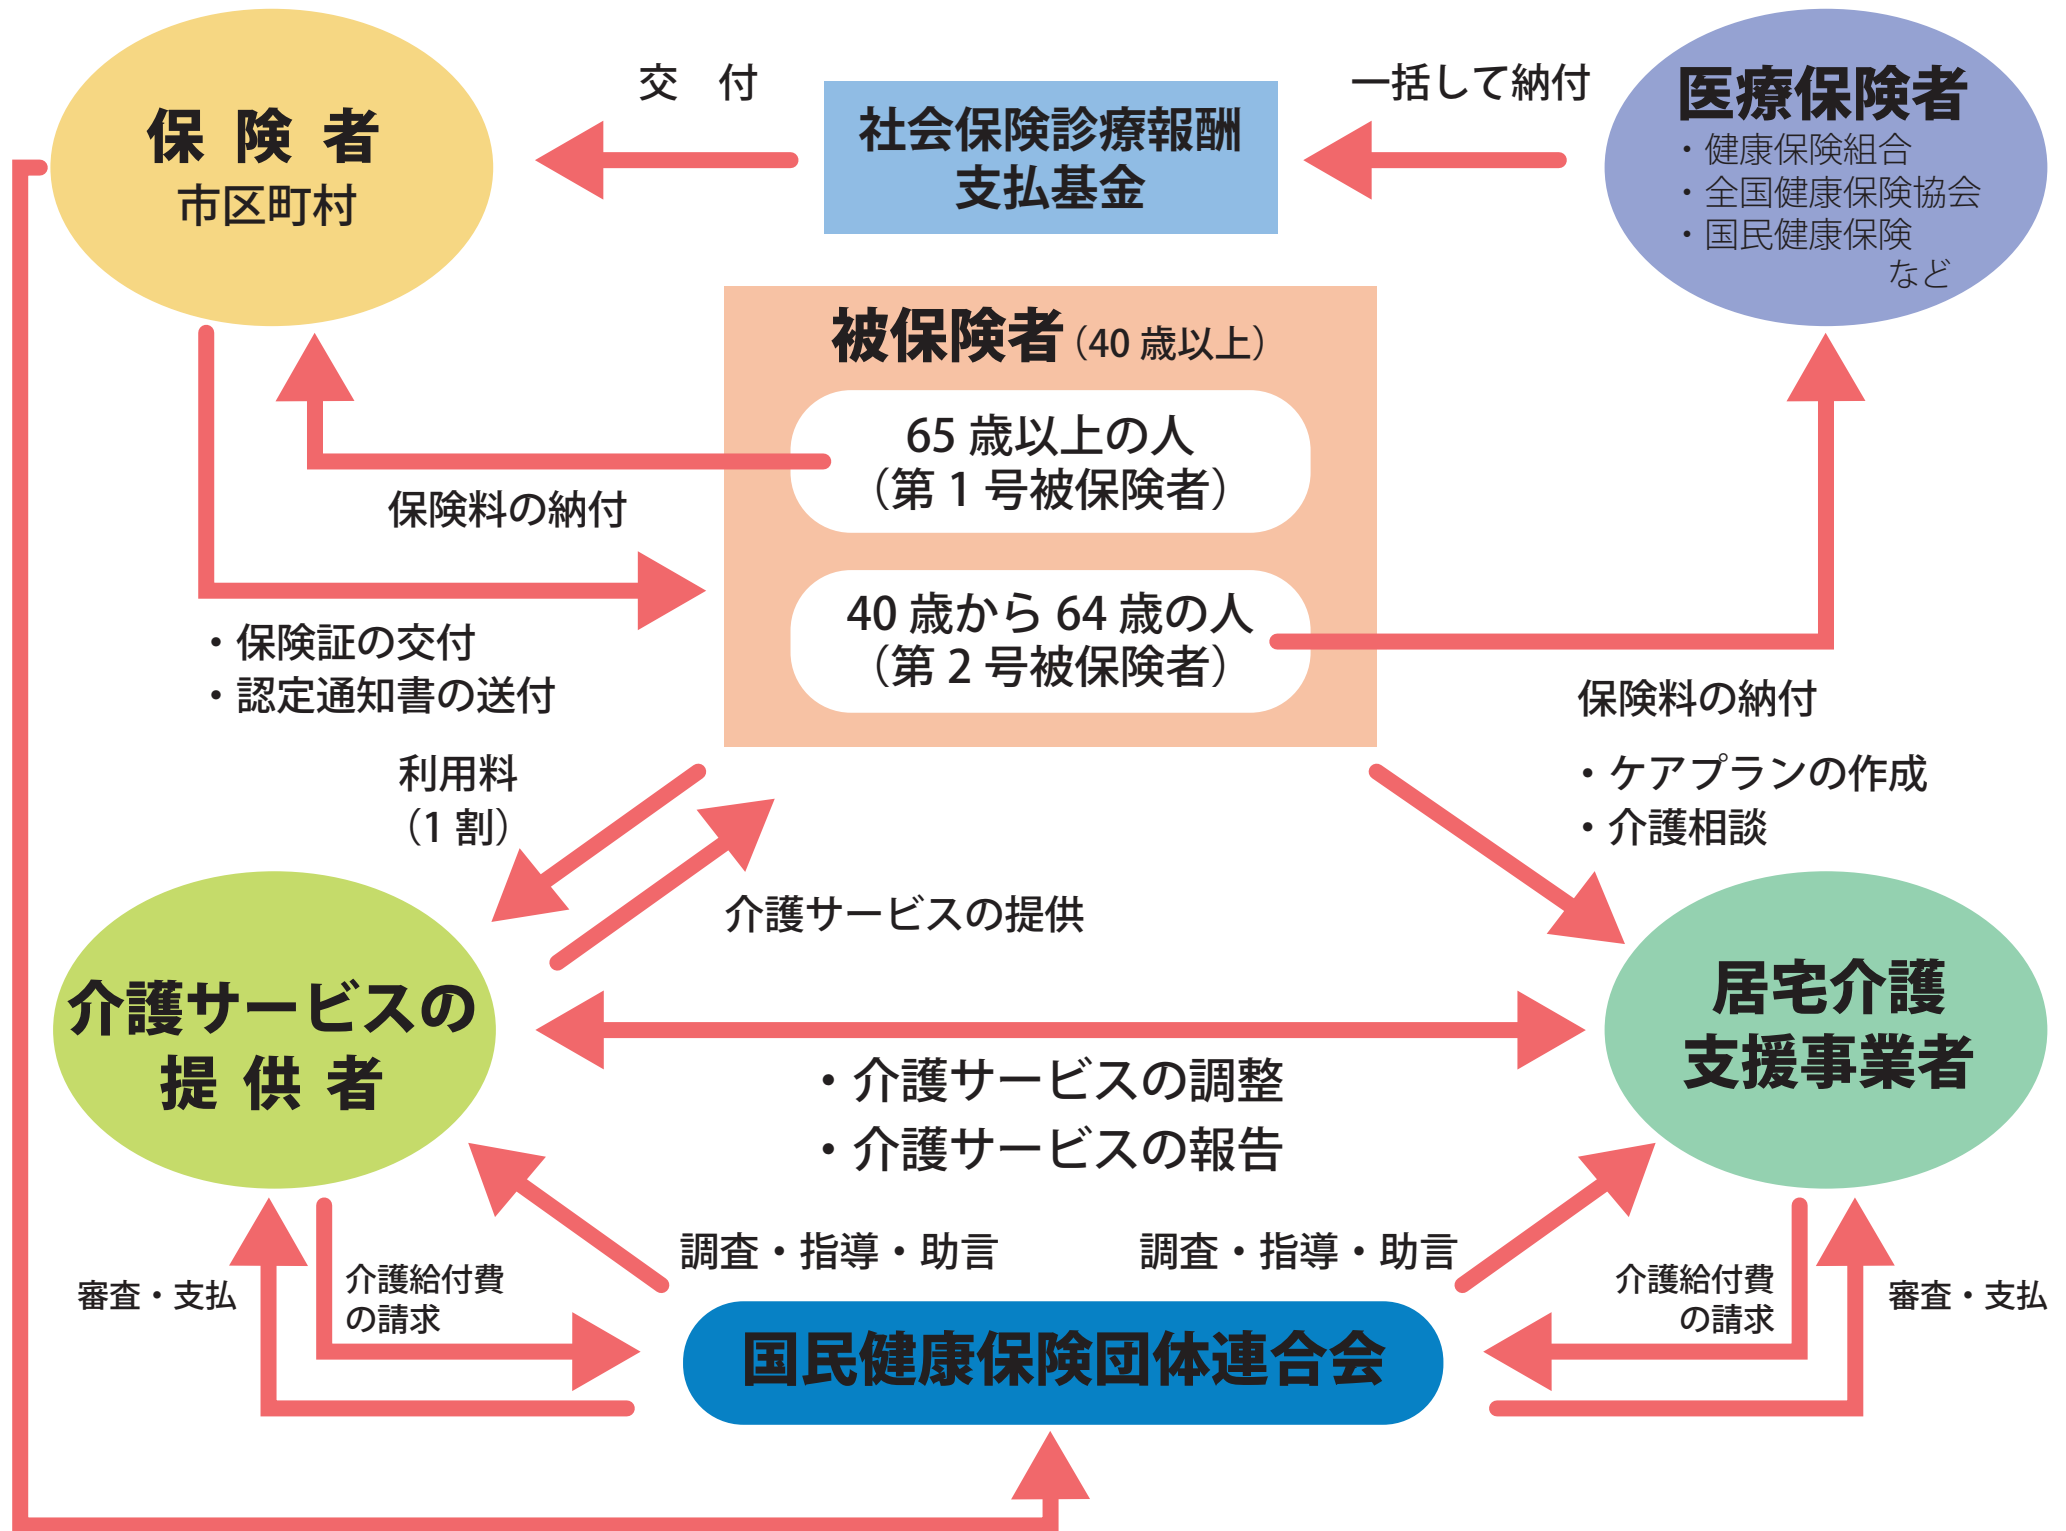 保険者
市区町村
交　付
社会保険診療報酬
支払基金
一括して納付
医療保険者
・健康保険組合
・全国健康保険協会
・国民健康保険
など
被保険者（40 歳以上）
65 歳以上の人
（第 1 号被保険者）
40 歳から 64 歳の人
（第 2 号被保険者）
保険料の納付
・保険証の交付
・認定通知書の送付
保険料の納付
利用料
（1 割）
・ケアプランの作成
・介護相談
介護サービスの提供
介護サービスの
提供者
居宅介護
支援事業者
・介護サービスの調整
・介護サービスの報告
調査・指導・助言
調査・指導・助言
審査・支払
介護給付費
の請求
介護給付費
の請求
審査・支払
国民健康保険団体連合会